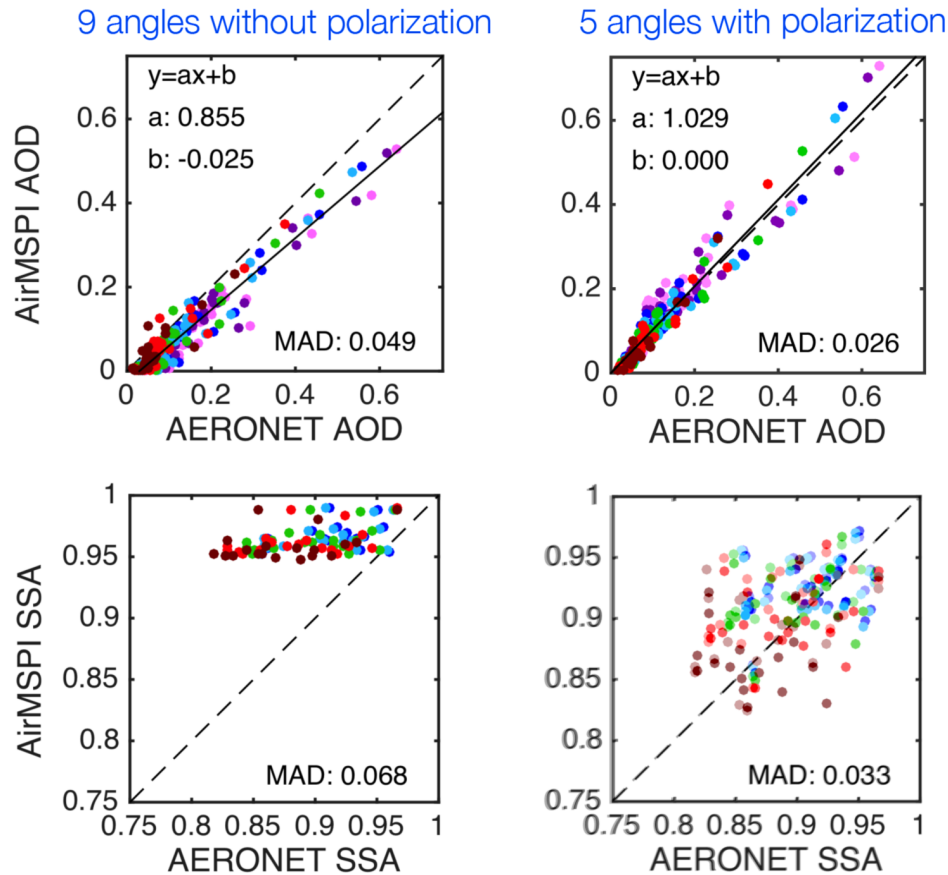 9 angles without polarization
5 angles with polarization
y=ax+b
a: 0.855
b: -0.025
MAD: 0.049
AirMSPI AOD
0.6
0.4
0.2
0
0
0.2
0.4
0.6
AERONET AOD
y=ax+b
a: 1.029
b: 0.000
MAD: 0.026
0.6
0.4
0.2
0
0
0.2
0.4
0.6
AERONET AOD
AirMSPI SSA
1
0.95
0.9
0.85
0.8
0.75
MAD: 0.068
0.75
0.8
0.85
0.9
0.95
1
AERONET SSA
1
0.95
0.9
0.85
0.8
0.75
MAD: 0.033
0.75
0.8
0.85
0.9
0.95
1
AERONET SSA